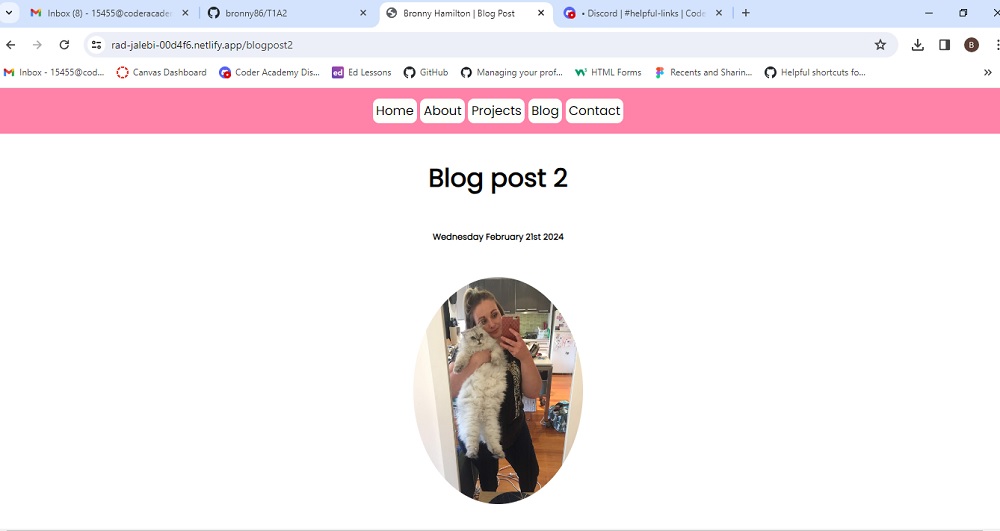 Inbox (8) - 15455@coderacader
bronny86/T1A2
Bronny Hamilton | Blog Post
• Discord | #helpful-links | Code
rad-jalebi-00d4f6.netlify.app/blogpost2
B
Inbox - 15455@cod...
Canvas Dashboard
Coder Academy Dis...
ed Ed Lessons
GitHub
Managing your prof...
HTML Forms
Recents and Sharin...
Helpful shortcuts fo...
Home About Projects Blog Contact
Blog post 2
Wednesday February 21st 2024